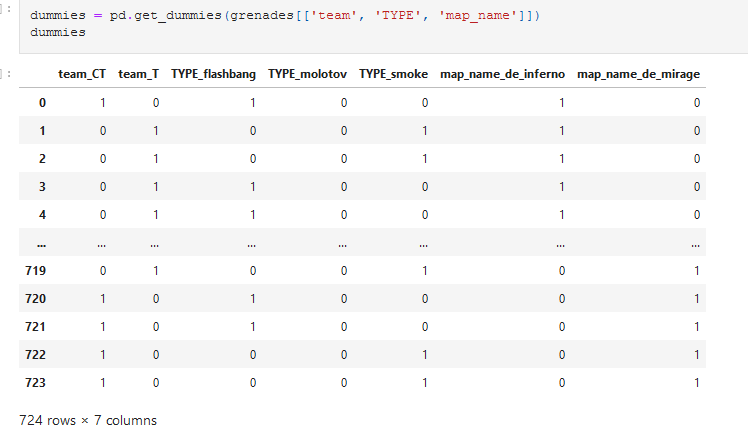 ]:
dummies = pd.get_dummies(grenades[['team', 'TYPE', 'map_name']])
dummies
]:
team_CT team_T TYPE_flashbang TYPE_molotov TYPE_smoke map_name_de_inferno map_name_de_mirage
0 1 0 1 0 0 1 0
1 0 1 0 0 1 1 0
2 0 1 0 0 1 1 0
3 0 1 1 0 0 1 0
4 0 1 1 0 0 1 0
... ... ... ... ... ... ... ...
719 0 1 0 0 1 0 1
720 1 0 1 0 0 0 1
721 1 0 1 0 0 0 1
722 1 0 0 0 1 0 1
723 1 0 0 0 1 0 1
724 rows × 7 columns